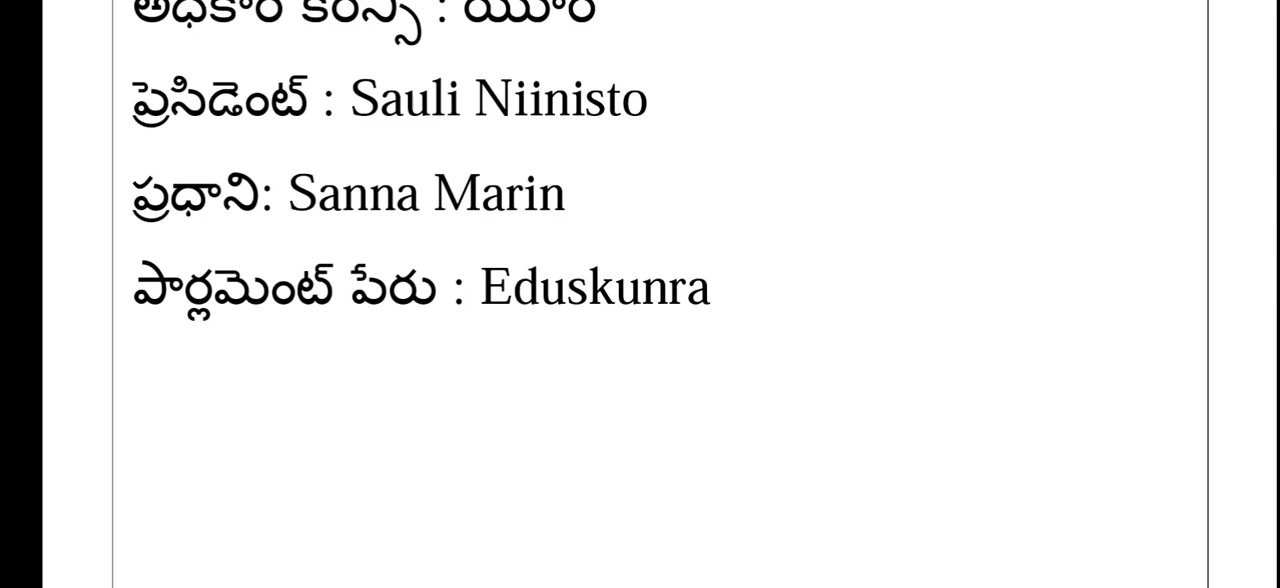 ప్రెసిడెంట్ : Sauli Niinisto
ప్రధాని: Sanna Marin
పార్లమెంట్ పేరు : Eduskunra